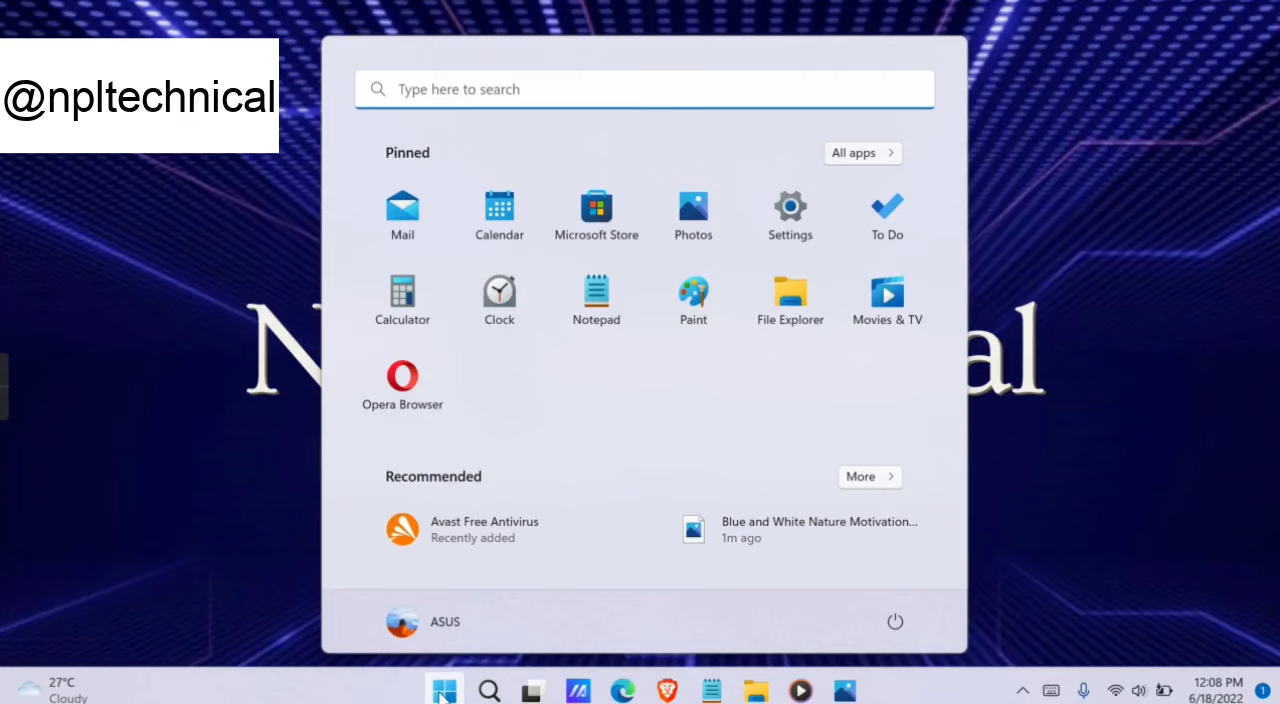 @npltechnical
Type here to search
Pinned
All apps
Mail
Calendar
Microsoft Store
Photos
Settings
To Do
Calculator
Clock
Notepad
Paint
File Explorer
Movies & TV
N
al
Opera Browser
Recommended
More
Avast Free Antivirus
Recently added
Blue and White Nature Motivation...
1m ago
ASUS
27°C
Cloudy
12:08 PM
6/18/2022
1